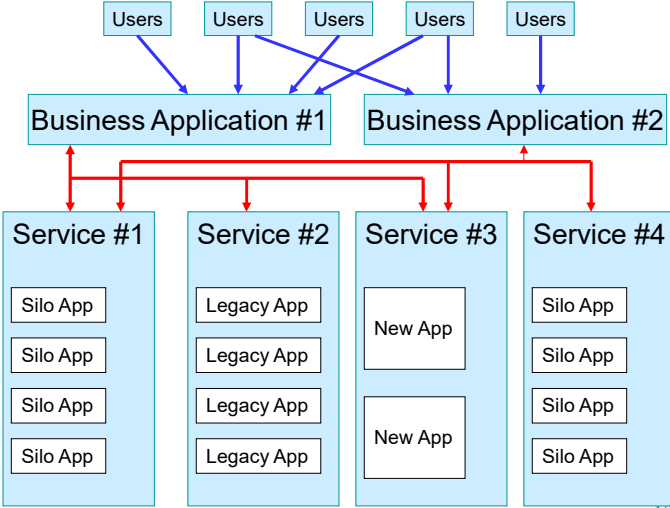 Users
Users
Users
Users
Users
Business Application #1
Business Application #2
Service #1
Service #2
Service #3
Service #4
Silo App
Silo App
Silo App
Silo App
Legacy App
Legacy App
Legacy App
Legacy App
New App
New App
Silo App
Silo App
Silo App
Silo App